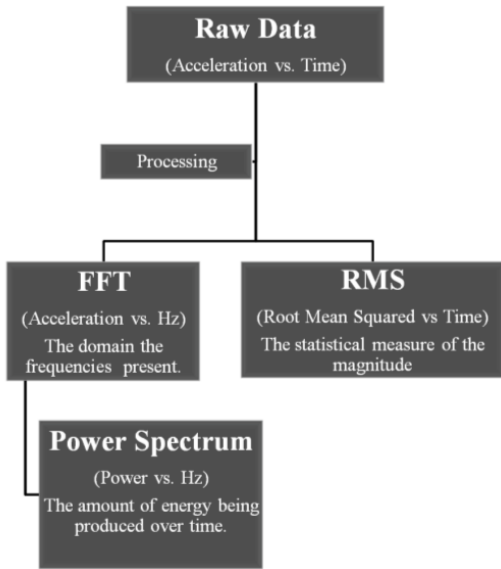 Raw Data
(Acceleration vs. Time)
Processing
FFT
(Acceleration vs. Hz)
The domain the
frequencies present.
RMS
(Root Mean Squared vs Time)
The statistical measure of the
magnitude
Power Spectrum
(Power vs. Hz)
The amount of energy being
produced over time.